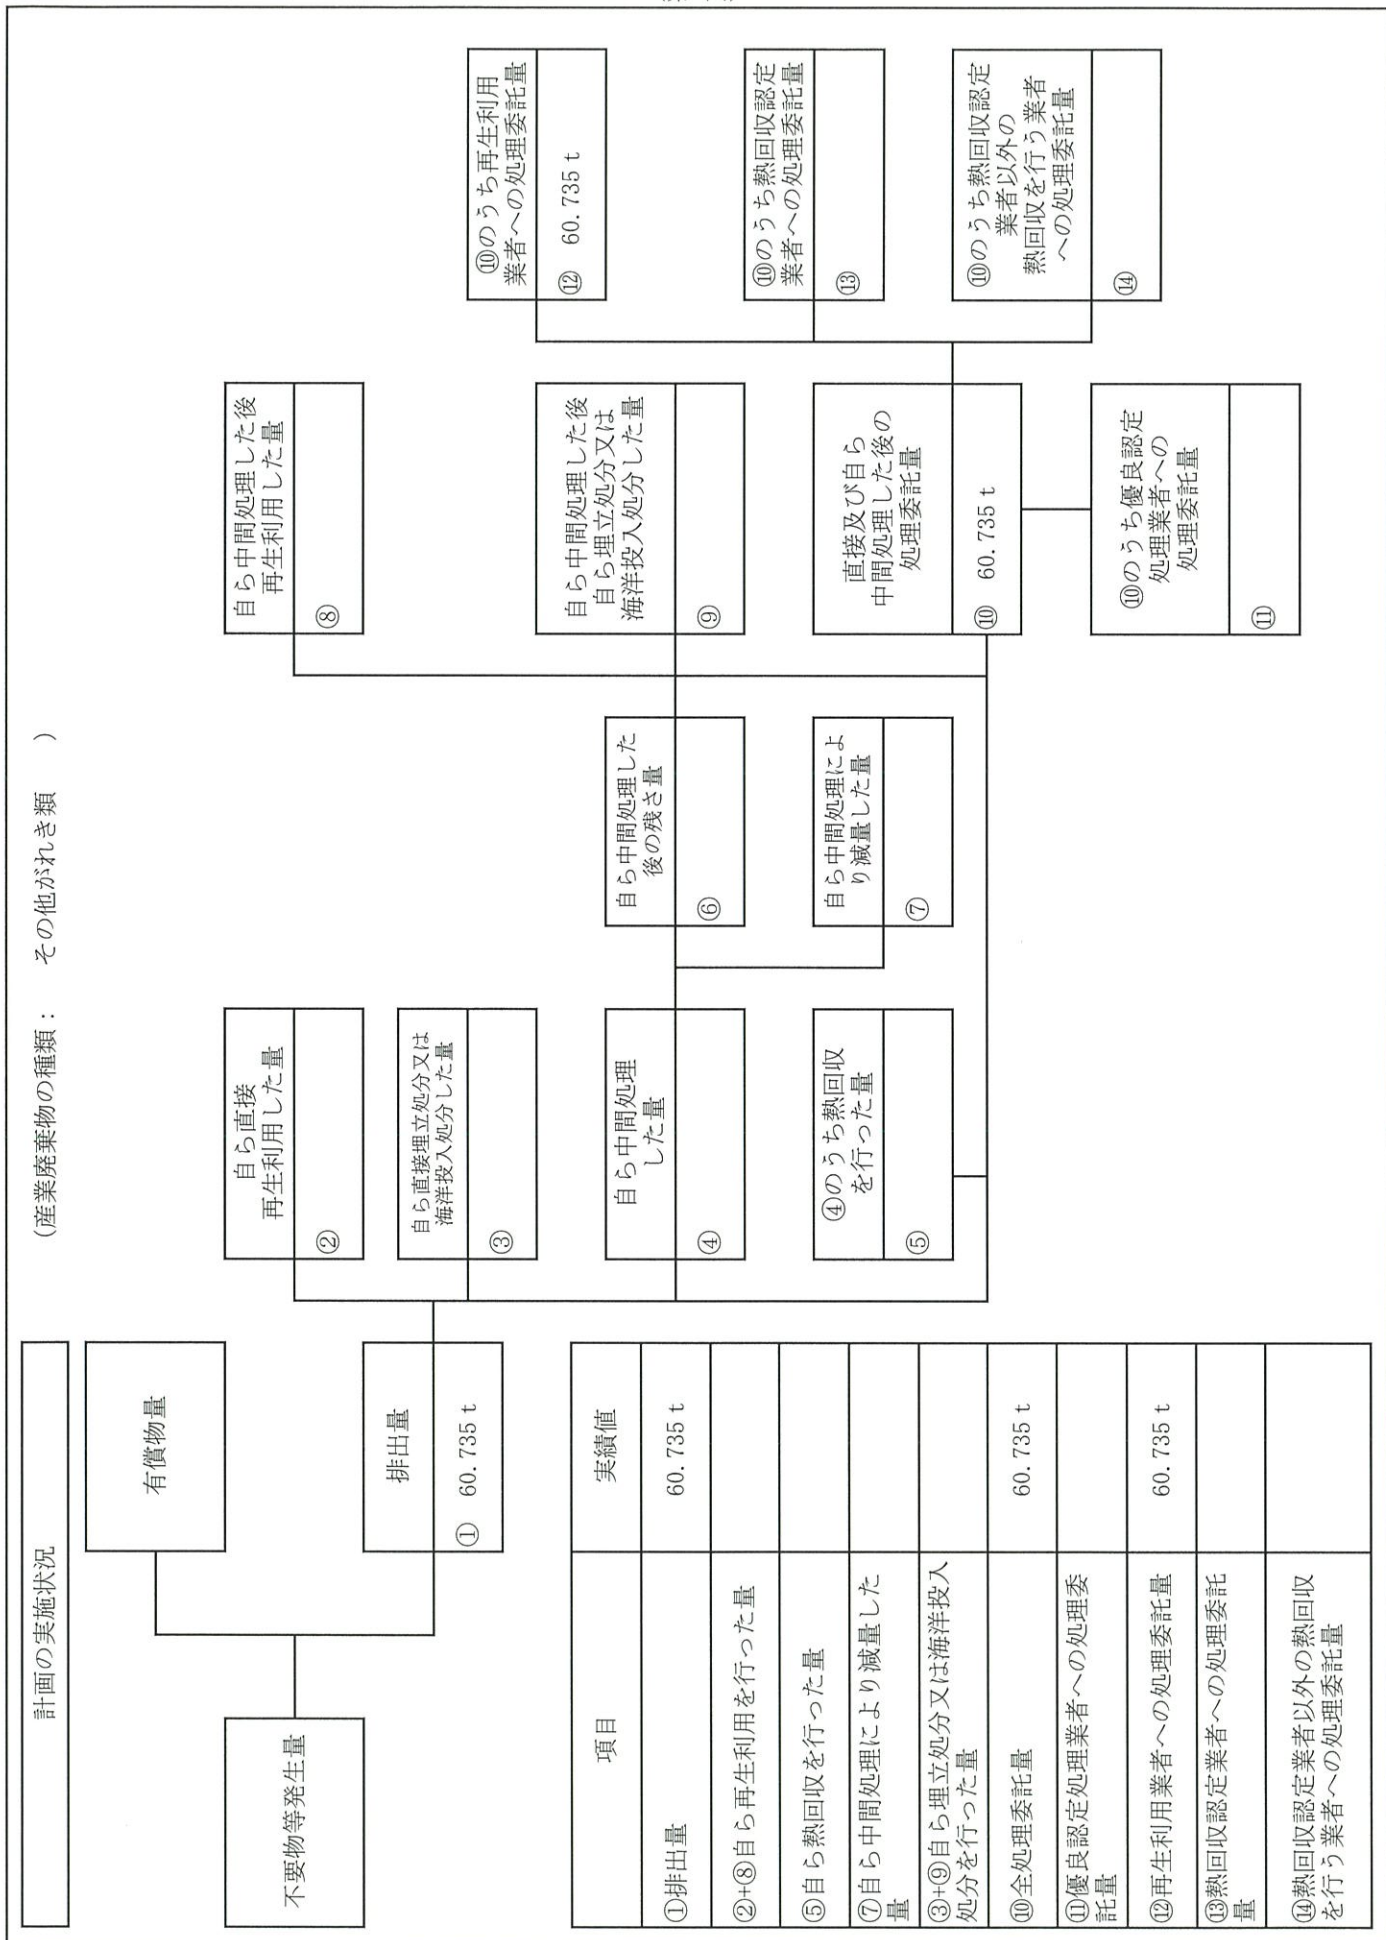 計画の実施状況
(産業廃棄物の種類： その他がれき類 )
不要物等発生量
有償物量
排出量
① 60.735 t
自ら直接
再生利用した量
②
自ら直接埋立処分又は
海洋投入処分した量
③
自ら中間処理
した量
④
④のうち熱回収
を行った量
⑤
自ら中間処理した
後の残さ量
⑥
自ら中間処理によ
り減量した量
⑦
自ら中間処理した後
再生利用した量
⑧
自ら中間処理した後
自ら埋立処分又は
海洋投入処分した量
⑨
直接及び自ら
中間処理した後の
処理委託量
⑩ 60.735 t
⑩のうち優良認定
処理業者への
処理委託量
⑪
⑩のうち再生利用
業者への処理委託量
⑫ 60.735 t
⑩のうち熱回収認定
業者への処理委託量
⑬
⑩のうち熱回収認定
業者以外の
熱回収を行う業者
への処理委託量
⑭
項目 実績値
①排出量 60.735 t
②+⑧自ら再生利用を行った量
⑤自ら熱回収を行った量
⑦自ら中間処理により減量した
量
③+⑨自ら埋立処分又は海洋投入
処分を行った量
⑩全処理委託量 60.735 t
⑪優良認定処理業者への処理委
託量
⑫再生利用業者への処理委託量 60.735 t
⑬熱回収認定業者への処理委託
量
⑭熱回収認定業者以外の熱回収
を行う業者への処理委託量